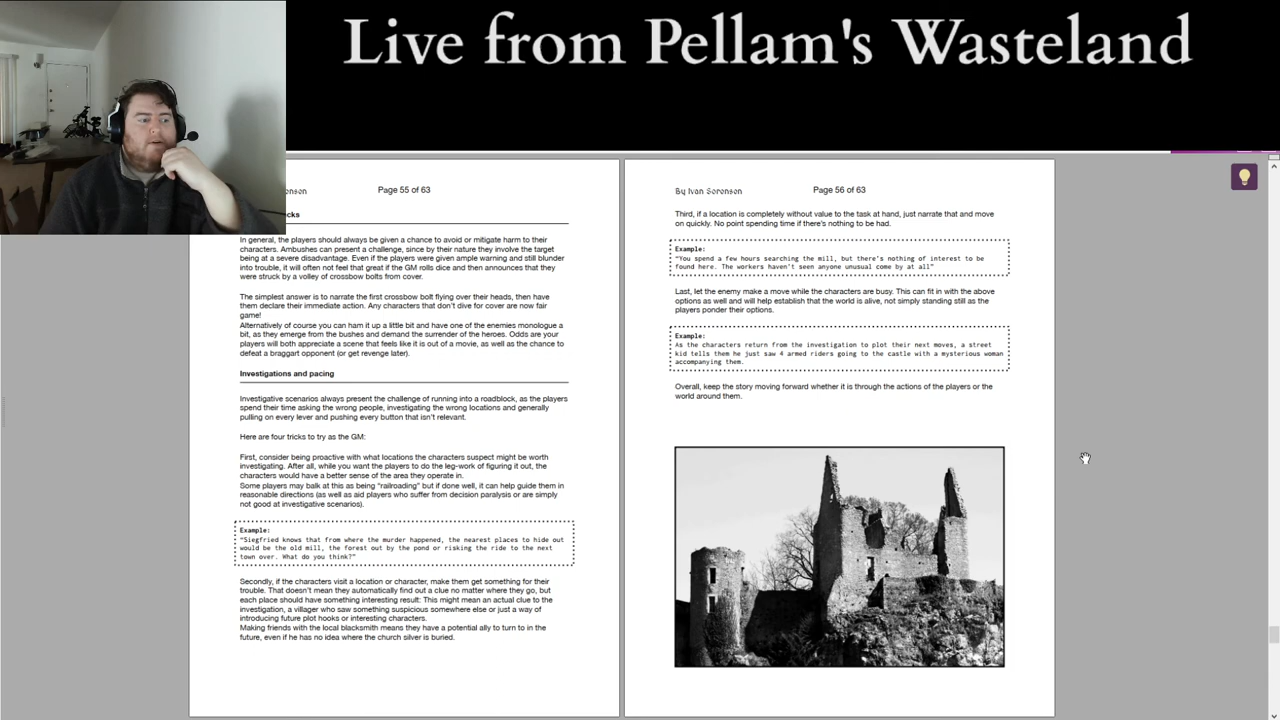 Live from Pellam's Wasteland
Page 55 of 63
In general, the players should always be given a chance to avoid or mitigate harm to their
characters. Ambushes can present a challenge, since by their nature they involve the target
being at a severe disadvantage. Even if the players were given ample warning and still blunder
into trouble, it will often not feel that great if the GM rolls dice and then announces that they
were struck by a volley of crossbow bolts from cover.
The simplest answer is to narrate the first crossbow bolt flying over their heads, then have
them declare their immediate action. Any characters that don't dive for cover are now fair
game!
Alternatively of course you can ham it up a little bit and have one of the enemies monologue a
bit, as they emerge from the bushes and demand the surrender of the heroes. Odds are your
players will both appreciate a scene that feels like it is out of a movie, as well as the chance to
defeat a braggart opponent (or get revenge later).
Investigations and pacing
Investigative scenarios always present the challenge of running into a roadblock, as the players
spend their time asking the wrong people, investigating the wrong locations and generally
pulling on every lever and pushing every button that isn't relevant.
Here are four tricks to try as the GM:
First, consider being proactive with what locations the characters suspect might be worth
investigating. After all, while you want the players to do the leg-work of figuring it out, the
characters would have a better sense of the area they operate in.
Some players may balk at this as being "railroading" but if done well, it can help guide them in
reasonable directions (as well as aid players who suffer from decision paralysis or are simply
not good at investigative scenarios).
Example:
"Siegfried knows that from where the murder happened, the nearest places to hide out
would be the old mill, the forest out by the pond or risking the ride to the next
town over. What do you think?"
Secondly, if the characters visit a location or character, make them get something for their
trouble. That doesn't mean they automatically find out a clue no matter where they go, but
each place should have something interesting result: This might mean an actual clue to the
investigation, a villager who saw something suspicious somewhere else or just a way of
introducing future plot hooks or interesting characters.
Making friends with the local blacksmith means they have a potential ally to turn to in the
future, even if he has no idea where the church silver is buried.
By Ivan Sorensen
Page 56 of 63
Third, if a location is completely without value to the task at hand, just narrate that and move
on quickly. No point spending time if there's nothing to be had.
Example:
"You spend a few hours searching the mill, but there's nothing of interest to be
found here. The workers haven't seen anyone unusual come by at all"
Last, let the enemy make a move while the characters are busy. This can fit in with the above
options as well and will help establish that the world is alive, not simply standing still as the
players ponder their options.
Example:
As the characters return from the investigation to plot their next moves, a street
kid tells them he just saw 4 armed riders going to the castle with a mysterious woman
accompanying them.
Overall, keep the story moving forward whether it is through the actions of the players or the
world around them.